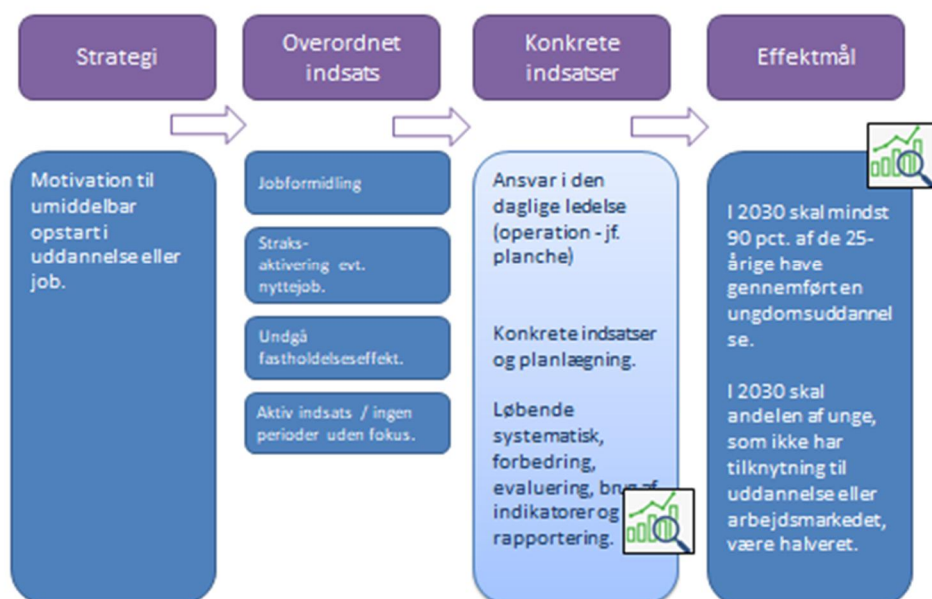 Strategi
Overordnet
indsats
Konkrete
indsatser
Effektmål
Motivation til
umiddelbar
opstart i
uddannelse eller
job.
Jobformidling
Straks-
aktivering evt.
nyttejob.
Undgå
fastholdelseseffekt.
Aktiv indsats / ingen
perioder uden fokus.
Ansvar i den
daglige ledelse
(operation - jf.
planche)
Konkrete indsatser
og planlægning.
Løbende
systematisk,
forbedring,
evaluering, brug af
indikatorer og
rapportering.
I 2030 skal mindst
90 pct. af de 25-
årige have
gennemført en
ungdomsuddannel
se.
I 2030 skal
andelen af unge,
som ikke har
tilknytning til
uddannelse eller
arbejdsmarkedet,
være halveret.